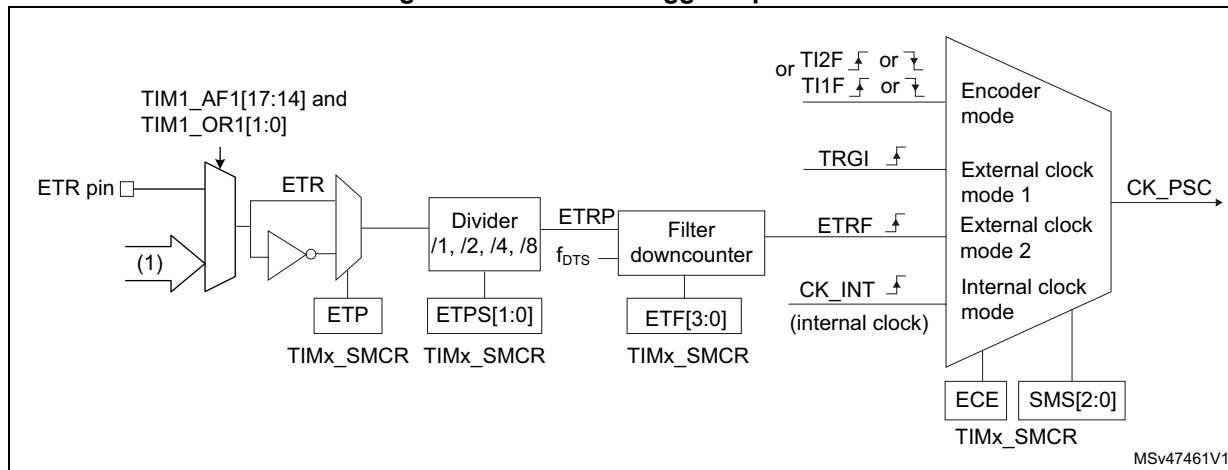 TIM1_AF1[17:14] and
TIM1_OR1[1:0]
ETR pin
(1)
ETR
ETP
TIMx_SMCR
Divider
/1, /2, /4, /8
ETPS[1:0]
TIMx_SMCR
ETRP
fDTS
Filter
downcounter
ETF[3:0]
TIMx_SMCR
or TI2F or
TI1F or
Encoder
mode
TRGI
External clock
mode 1
ETRF
External clock
mode 2
CK_INT
(internal clock)
Internal clock
mode
CK_PSC
ECE
SMS[2:0]
TIMx_SMCR
MSv47461V1